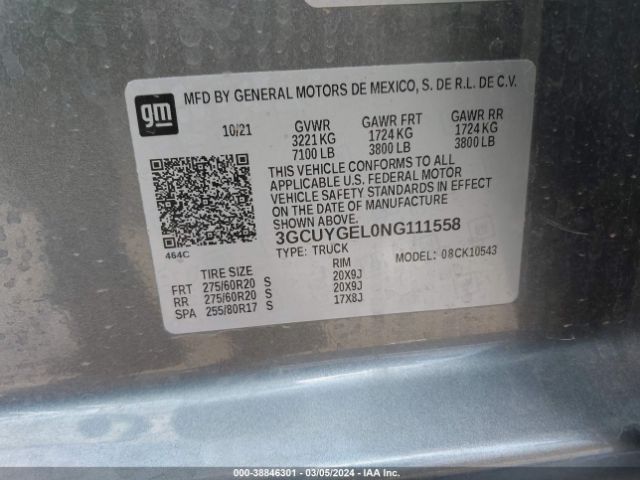 gm
MFD BY GENERAL MOTORS DE MEXICO, S. DE R.L. DE C.V.
10/21 GVWR GAWR FRT GAWR RR
3221 KG 1724 KG 1724 KG
7100 LB 3800 LB 3800 LB
THIS VEHICLE CONFORMS TO ALL
APPLICABLE U.S. FEDERAL MOTOR
VEHICLE SAFETY STANDARDS IN EFFECT
ON THE DATE OF MANUFACTURE
SHOWN ABOVE.
3GCUYGEL0NG111558
464C
TYPE: TRUCK MODEL: 08CK10543
TIRE SIZE RIM
FRT 275/60R20 S 20X9J
RR 275/60R20 S 20X9J
SPA 255/80R17 S 17X8J
000-38846301 - 03/05/2024 - IAA Inc.